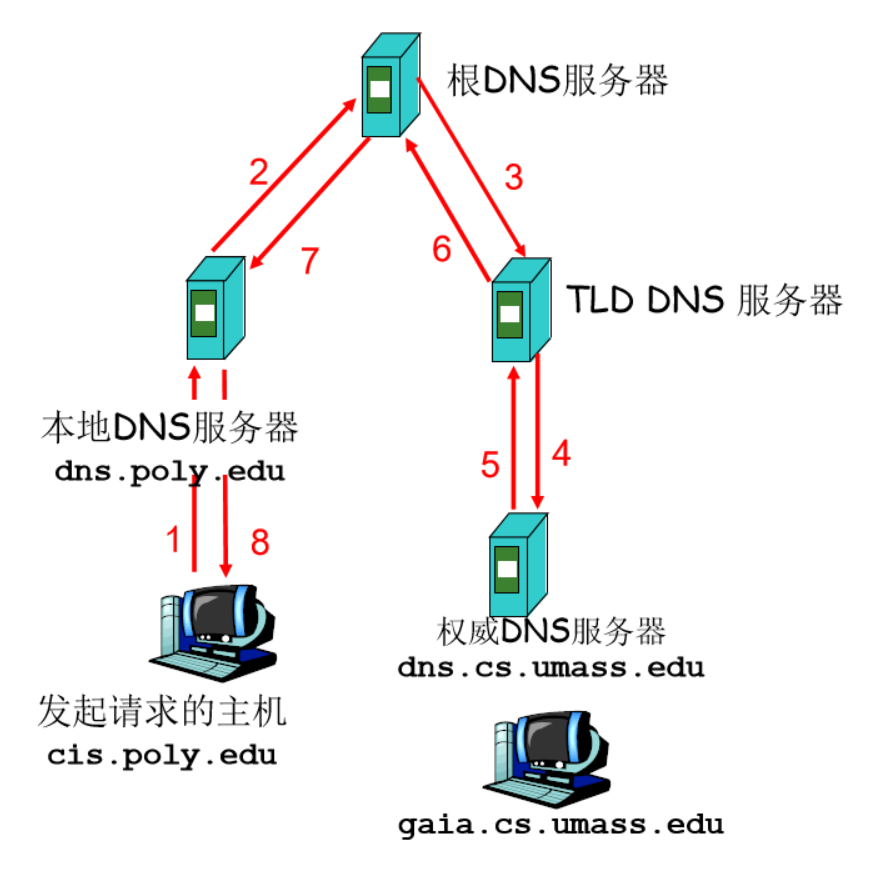 根DNS服务器
2
3
7
6
TLD DNS 服务器
本地DNS服务器
dns.poly.edu
5
4
1
8
权威DNS服务器
dns.cs.umass.edu
发起请求的主机
cis.poly.edu
gaia.cs.umass.edu